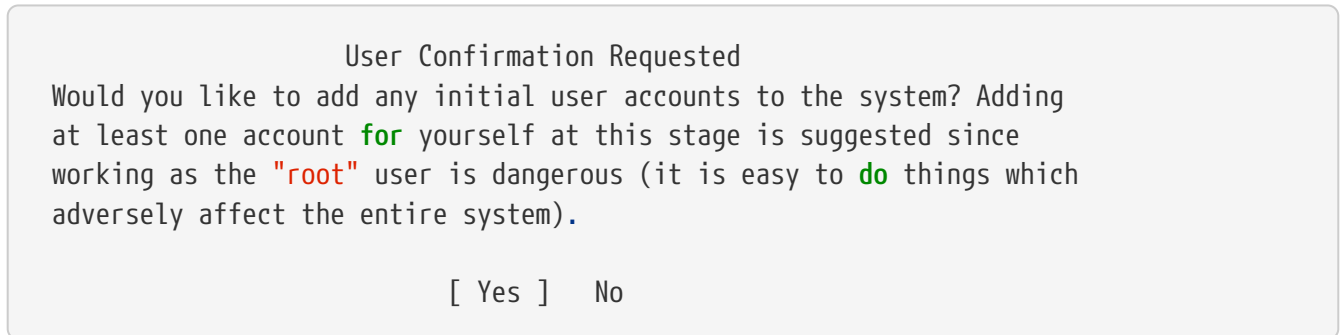 User Confirmation Requested
Would you like to add any initial user accounts to the system? Adding
at least one account for yourself at this stage is suggested since
working as the "root" user is dangerous (it is easy to do things which
adversely affect the entire system).
[ Yes ] No